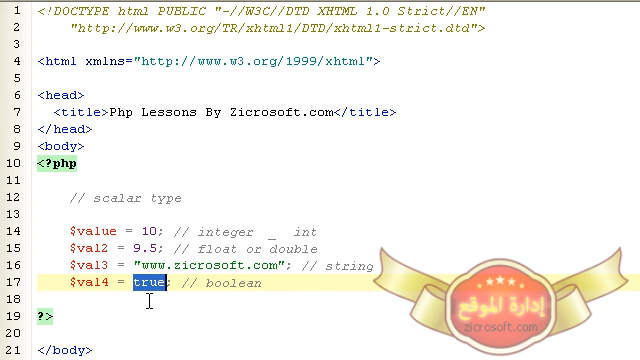 1 <!DOCTYPE html PUBLIC "-//W3C//DTD XHTML 1.0 Strict//EN"
2 "http://www.w3.org/TR/xhtml1/DTD/xhtml1-strict.dtd">
3
4 <html xmlns="http://www.w3.org/1999/xhtml">
5
6 <head>
7 <title>Php Lessons By Zicrosoft.com</title>
8 </head>
9 <body>
10 <?php
11
12 // scalar type
13
14 $value = 10; // integer _ int
15 $val2 = 9.5; // float or double
16 $val3 = "www.zicrosoft.com"; // string
17 $val4 = true; // boolean
18
19 ?>
20
21 </body>
إدارة الموقع
zicrosoft.com